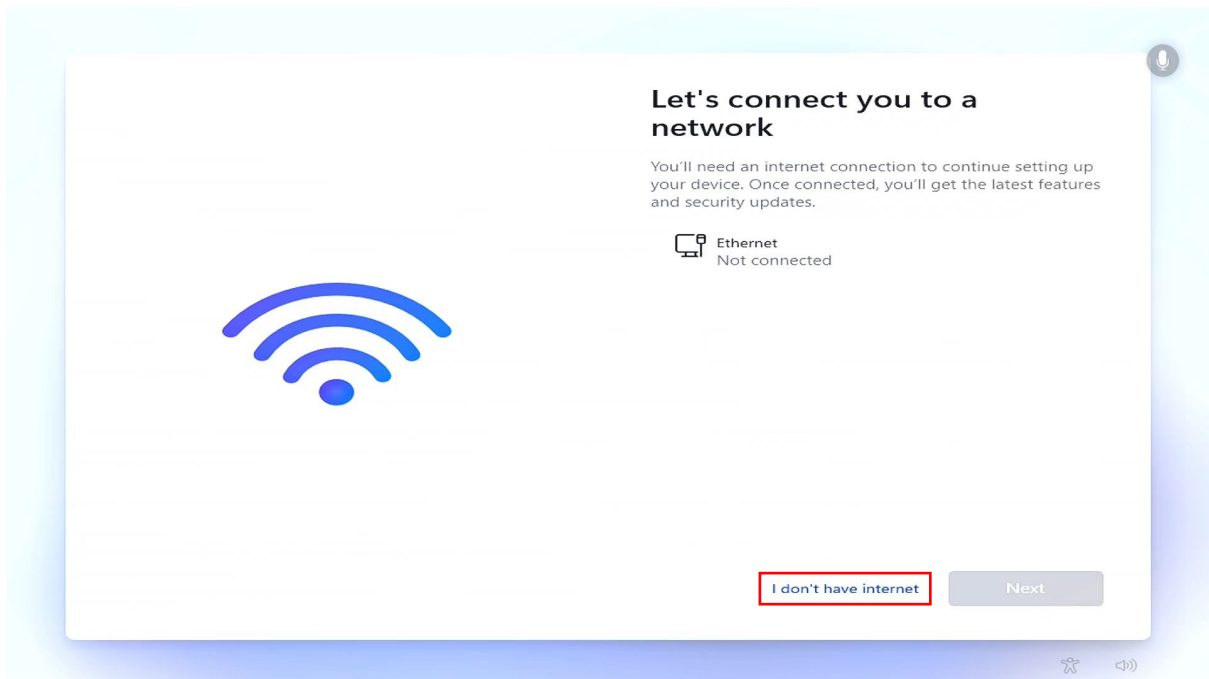 Let's connect you to a
network
You'll need an internet connection to continue setting up
your device. Once connected, you'll get the latest features
and security updates.
Ethernet
Not connected
I don't have internet
Next